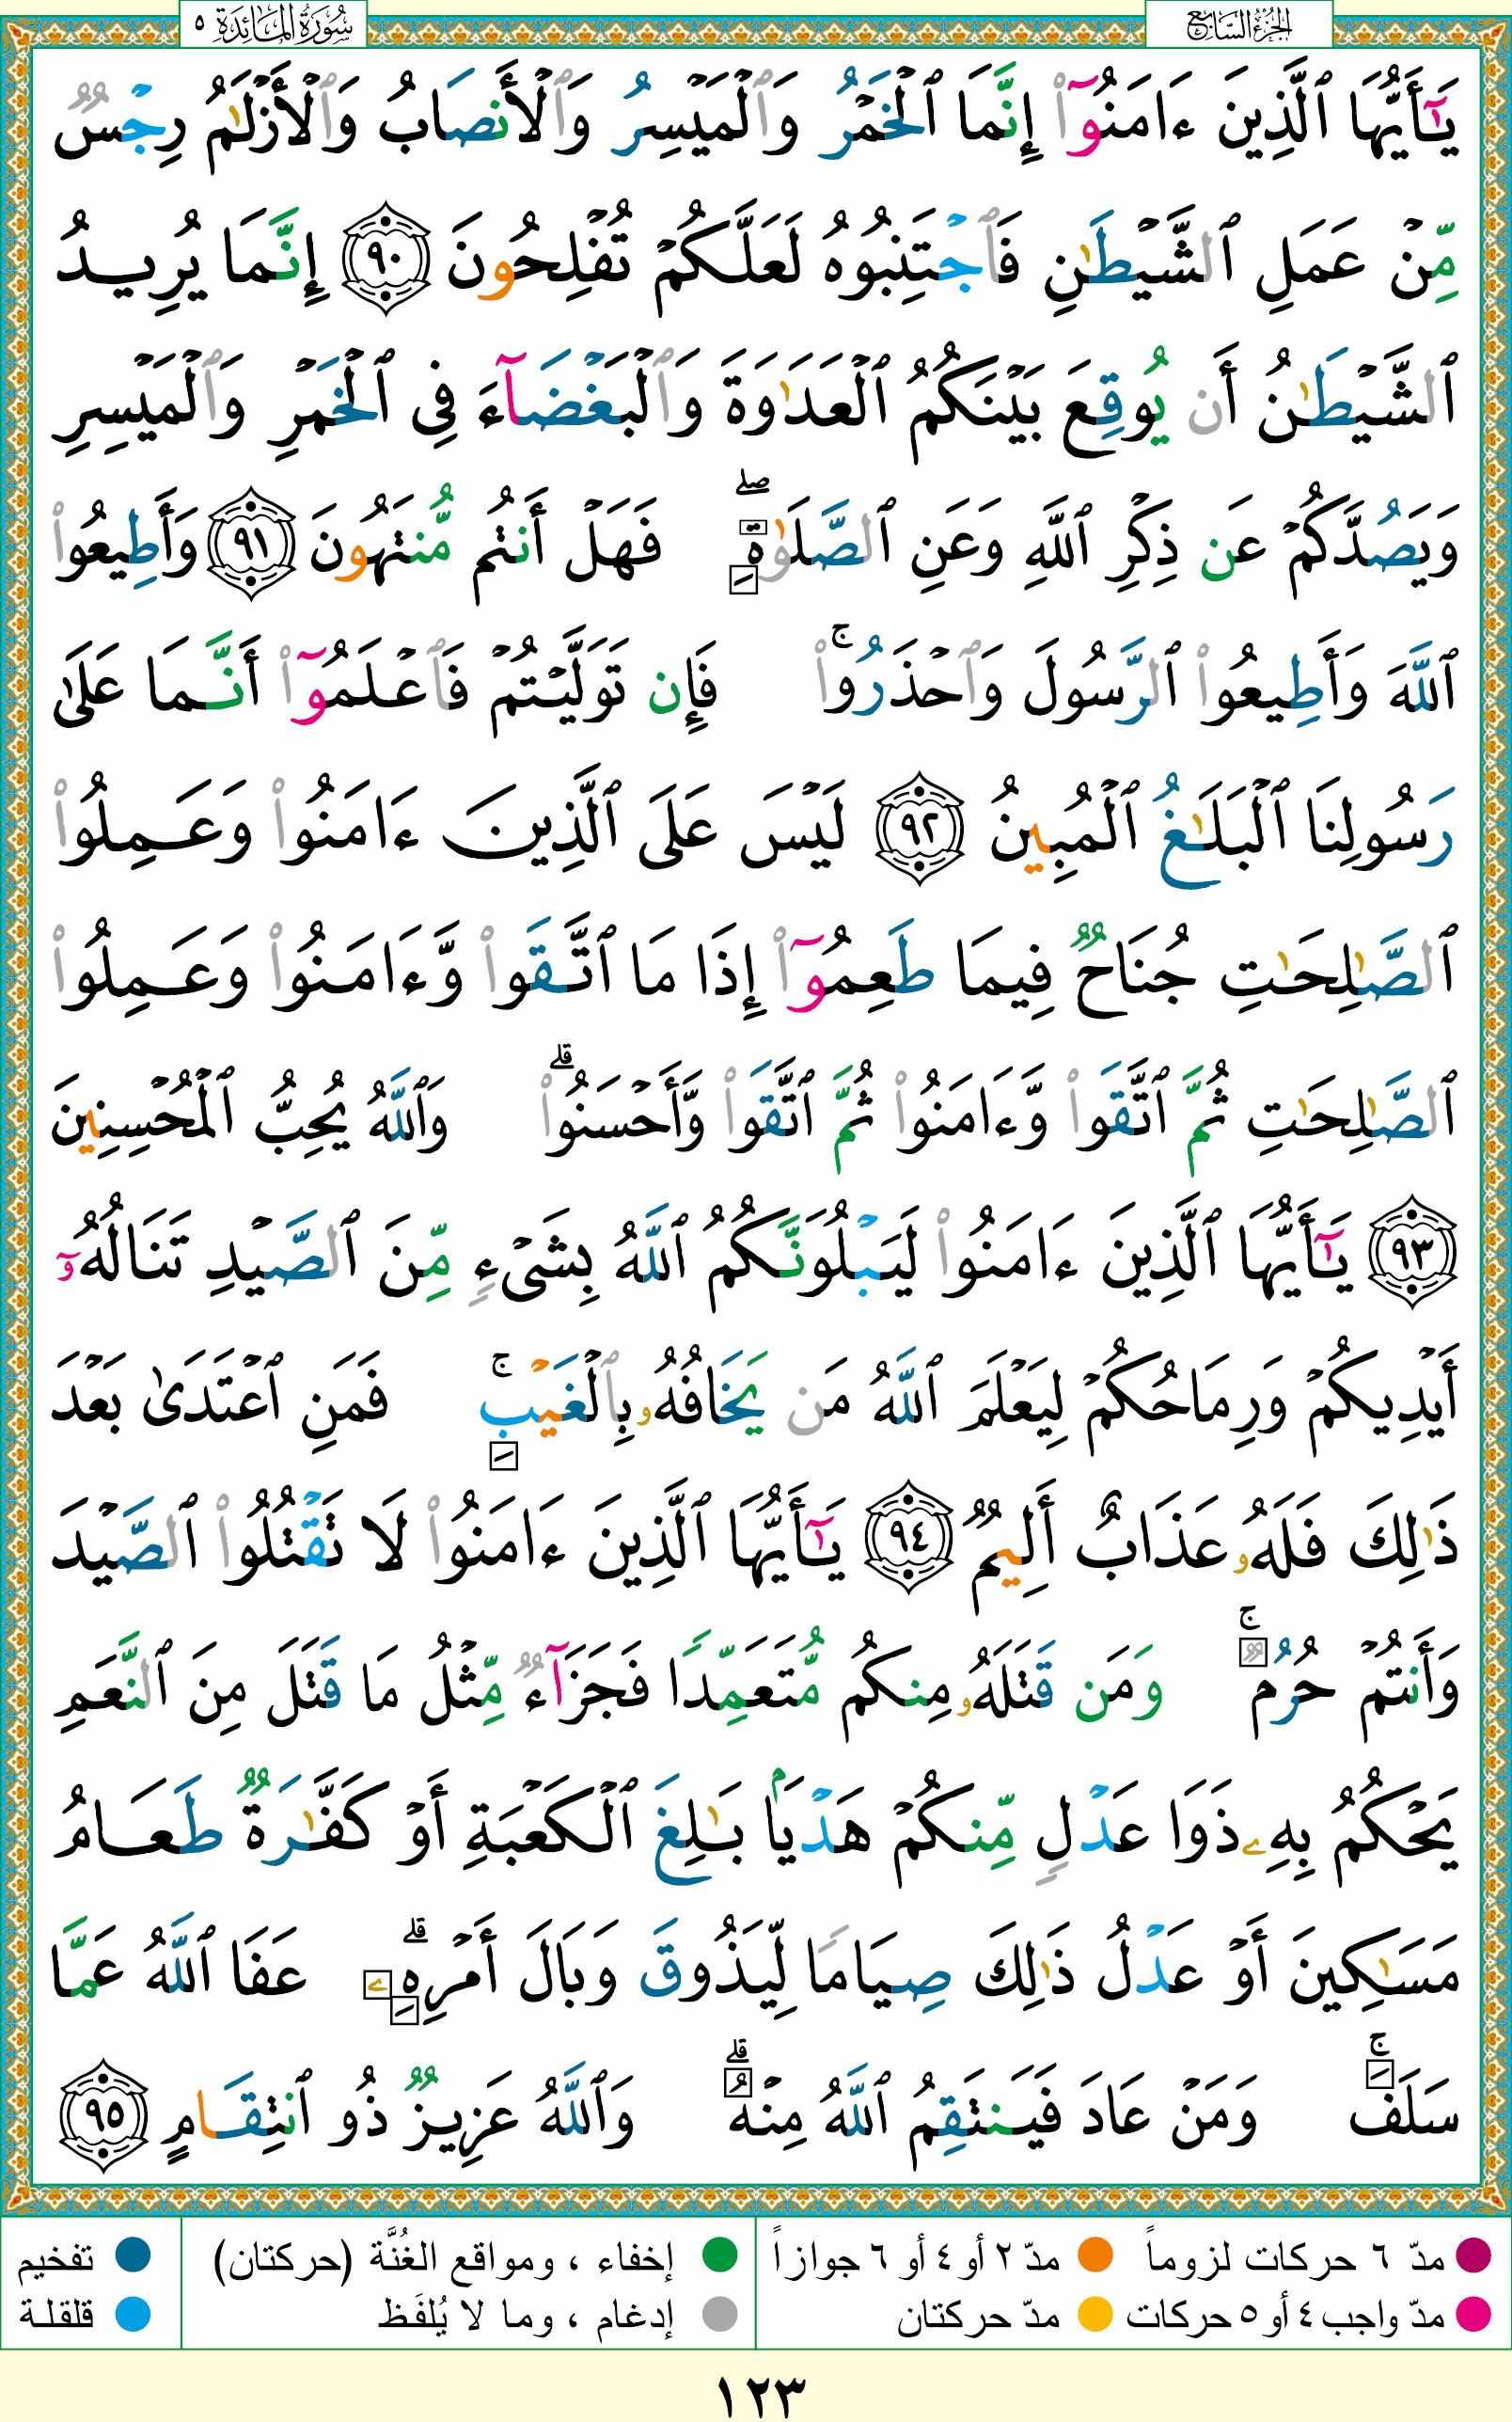 الجزء السابع
سورة المائدة ٥
يَٰٓأَيُّهَا ٱلَّذِينَ ءَامَنُوٓا۟ إِنَّمَا ٱلْخَمْرُ وَٱلْمَيْسِرُ وَٱلْأَنصَابُ وَٱلْأَزْلَٰمُ رِجْسٌ
مِّنْ عَمَلِ ٱلشَّيْطَٰنِ فَٱجْتَنِبُوهُ لَعَلَّكُمْ تُفْلِحُونَ ٩٠ إِنَّمَا يُرِيدُ
ٱلشَّيْطَٰنُ أَن يُوقِعَ بَيْنَكُمُ ٱلْعَدَٰوَةَ وَٱلْبَغْضَآءَ فِى ٱلْخَمْرِ وَٱلْمَيْسِرِ
وَيَصُدَّكُمْ عَن ذِكْرِ ٱللَّهِ وَعَنِ ٱلصَّلَوٰةِ ۖ فَهَلْ أَنتُم مُّنتَهُونَ ٩١ وَأَطِيعُوا۟
ٱللَّهَ وَأَطِيعُوا۟ ٱلرَّسُولَ وَٱحْذَرُوا۟ ۚ فَإِن تَوَلَّيْتُمْ فَٱعْلَمُوٓا۟ أَنَّمَا عَلَىٰ
رَسُولِنَا ٱلْبَلَٰغُ ٱلْمُبِينُ ٩٢ لَيْسَ عَلَى ٱلَّذِينَ ءَامَنُوا۟ وَعَمِلُوا۟
ٱلصَّٰلِحَٰتِ جُنَاحٌ فِيمَا طَعِمُوٓا۟ إِذَا مَا ٱتَّقَوا۟ وَّءَامَنُوا۟ وَعَمِلُوا۟
ٱلصَّٰلِحَٰتِ ثُمَّ ٱتَّقَوا۟ وَّءَامَنُوا۟ ثُمَّ ٱتَّقَوا۟ وَّأَحْسَنُوا۟ ۗ وَٱللَّهُ يُحِبُّ ٱلْمُحْسِنِينَ
٩٣ يَٰٓأَيُّهَا ٱلَّذِينَ ءَامَنُوا۟ لَيَبْلُوَنَّكُمُ ٱللَّهُ بِشَىْءٍ مِّنَ ٱلصَّيْدِ تَنَالُهُۥٓ
أَيْدِيكُمْ وَرِمَاحُكُمْ لِيَعْلَمَ ٱللَّهُ مَن يَخَافُهُۥ بِٱلْغَيْبِ ۚ فَمَنِ ٱعْتَدَىٰ بَعْدَ
ذَٰلِكَ فَلَهُۥ عَذَابٌ أَلِيمٌ ٩٤ يَٰٓأَيُّهَا ٱلَّذِينَ ءَامَنُوا۟ لَا تَقْتُلُوا۟ ٱلصَّيْدَ
وَأَنتُمْ حُرُمٌ ۚ وَمَن قَتَلَهُۥ مِنكُم مُّتَعَمِّدًا فَجَزَآءٌ مِّثْلُ مَا قَتَلَ مِنَ ٱلنَّعَمِ
يَحْكُمُ بِهِۦ ذَوَا عَدْلٍ مِّنكُمْ هَدْيًۢا بَٰلِغَ ٱلْكَعْبَةِ أَوْ كَفَّٰرَةٌ طَعَامُ
مَسَٰكِينَ أَوْ عَدْلُ ذَٰلِكَ صِيَامًا لِّيَذُوقَ وَبَالَ أَمْرِهِۦ ۗ عَفَا ٱللَّهُ عَمَّا
سَلَفَ ۚ وَمَنْ عَادَ فَيَنتَقِمُ ٱللَّهُ مِنْهُ ۗ وَٱللَّهُ عَزِيزٌ ذُو ٱنتِقَامٍ ٩٥
مدّ ٦ حركات لزوماً مدّ ٢ أو ٤ أو ٦ جوازاً إخفاء ، ومواقع الغُنَّة (حركتان) تفخيم
مدّ واجب ٤ أو ٥ حركات مدّ حركتان إدغام ، وما لا يُلفَظ قلقلة
١٢٣